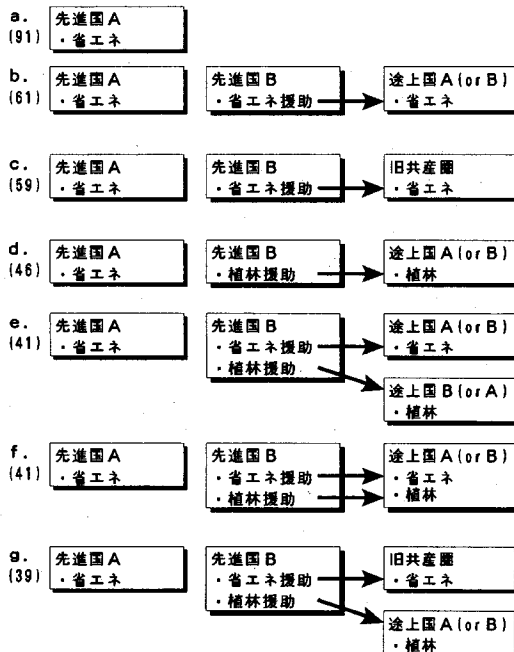 a.
(91)
先進国A
・省エネ
b.
(61)
先進国A
・省エネ
先進国B
・省エネ援助
途上国A(or B)
・省エネ
c.
(59)
先進国A
・省エネ
先進国B
・省エネ援助
旧共産圏
・省エネ
d.
(46)
先進国A
・省エネ
先進国B
・植林援助
途上国A(or B)
・植林
e.
(41)
先進国A
・省エネ
先進国B
・省エネ援助
・植林援助
途上国A(or B)
・省エネ
途上国B(or A)
・植林
f.
(41)
先進国A
・省エネ
先進国B
・省エネ援助
・植林援助
途上国A(or B)
・省エネ
・植林
g.
(39)
先進国A
・省エネ
先進国B
・省エネ援助
・植林援助
旧共産圏
・省エネ
途上国A(or B)
・植林